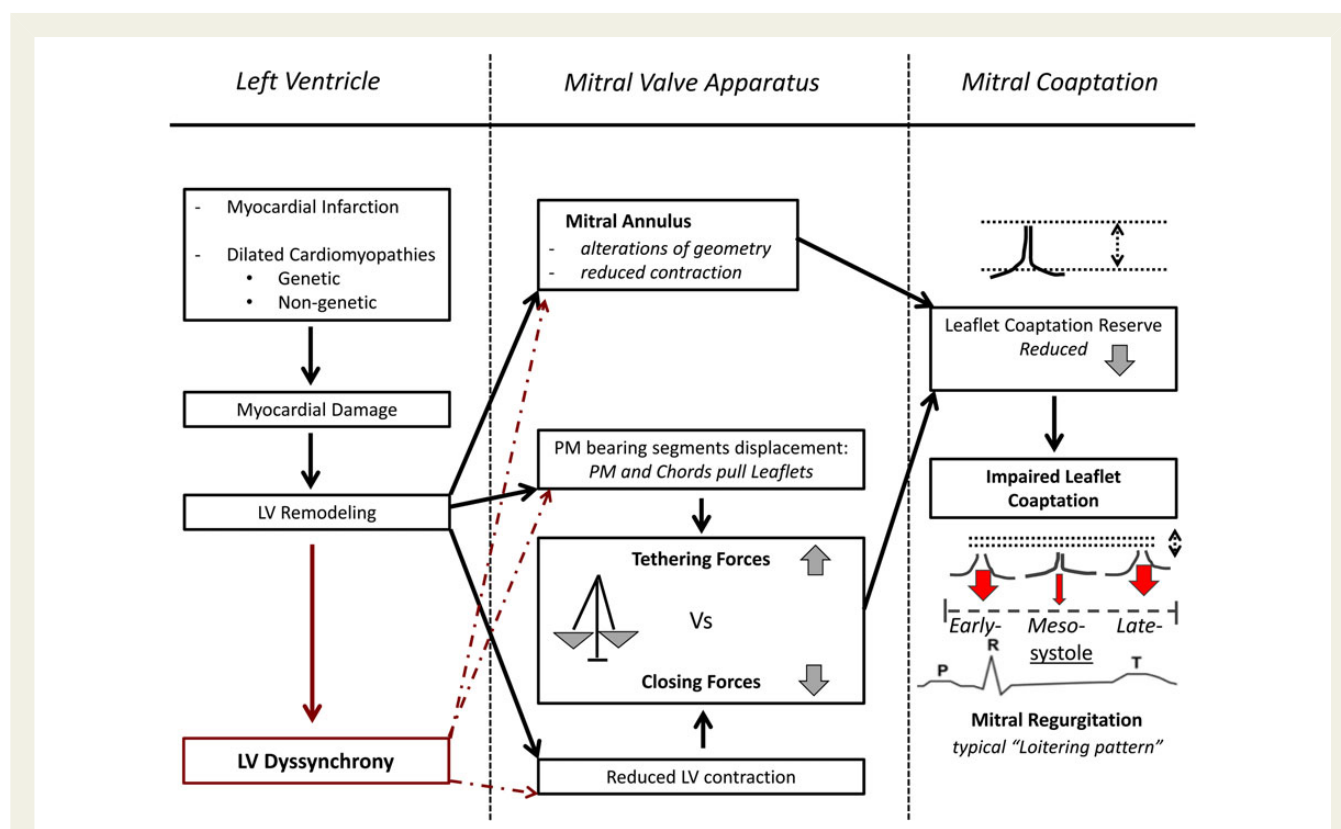 Left Ventricle
Mitral Valve Apparatus
Mitral Coaptation
- Myocardial Infarction
- Dilated Cardiomyopathies
• Genetic
• Non-genetic
Myocardial Damage
LV Remodeling
LV Dyssynchrony
Mitral Annulus
- alterations of geometry
- reduced contraction
PM bearing segments displacement:
PM and Chords pull Leaflets
Tethering Forces
Vs
Closing Forces
Reduced LV contraction
Leaflet Coaptation Reserve
Reduced
Impaired Leaflet
Coaptation
Early- Meso- Late-
systole
P R T
Mitral Regurgitation
typical “Loitering pattern”